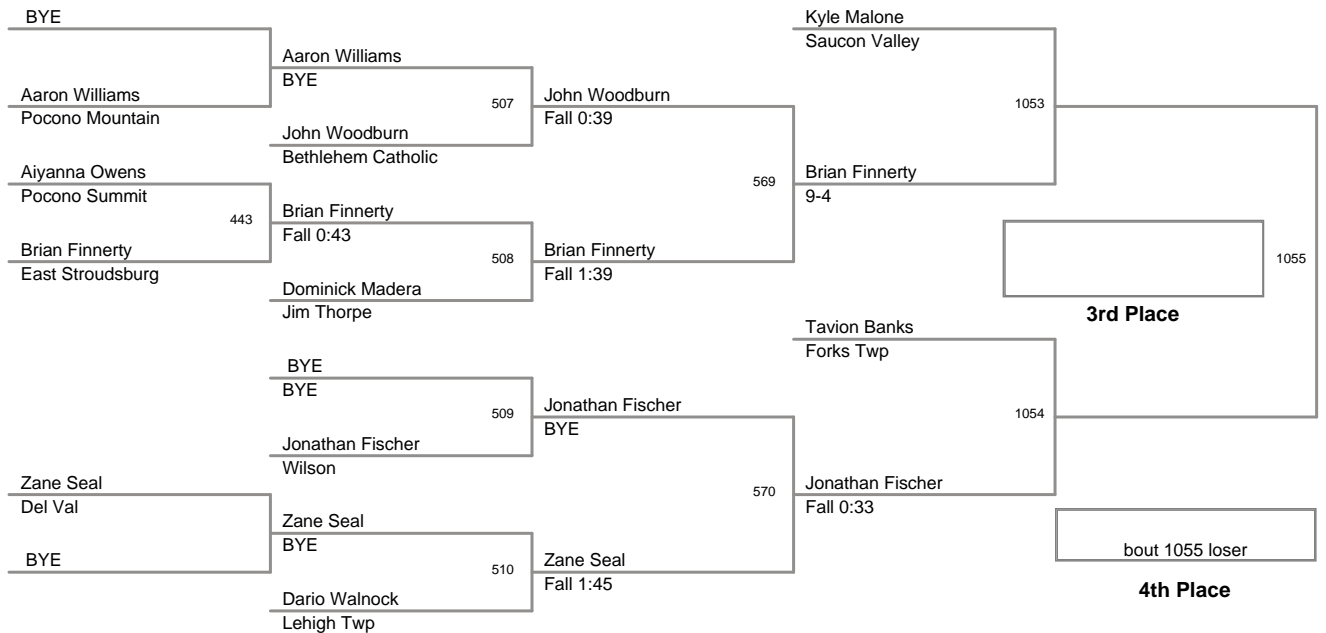 BYE
Aaron Williams
Pocono Mountain
Aiyanna Owens
Pocono Summit
443
Brian Finnerty
East Stroudsburg
Zane Seal
Del Val
BYE
Aaron Williams
BYE
507
John Woodburn
Bethlehem Catholic
Brian Finnerty
Fall 0:43
508
Dominick Madera
Jim Thorpe
BYE
BYE
509
Jonathan Fischer
Wilson
Zane Seal
BYE
510
Dario Walnock
Lehigh Twp
John Woodburn
Fall 0:39
569
Brian Finnerty
Fall 1:39
Jonathan Fischer
BYE
570
Zane Seal
Fall 1:45
Kyle Malone
Saucon Valley
1053
Brian Finnerty
9-4
Tavion Banks
Forks Twp
1054
Jonathan Fischer
Fall 0:33
1055
3rd Place
bout 1055 loser
4th Place